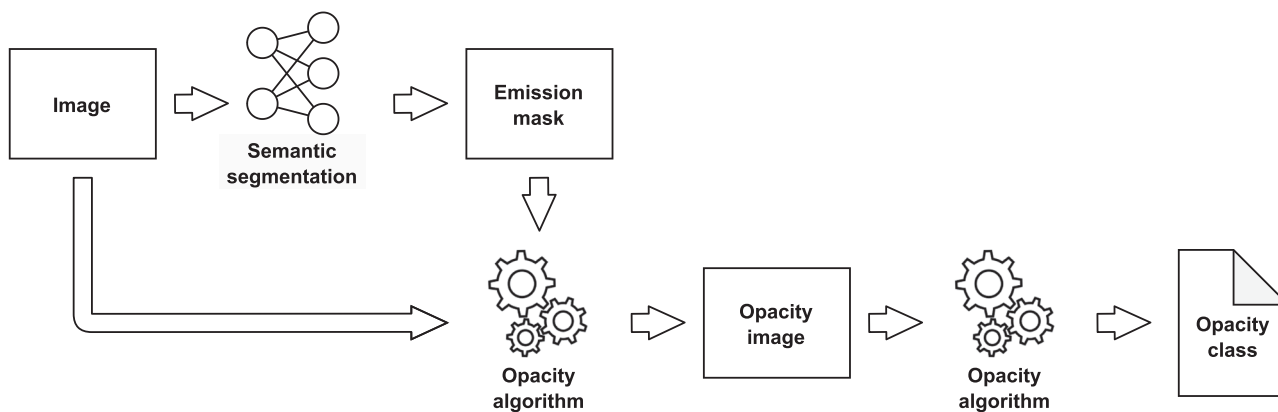 Image
Semantic
segmentation
Emission
mask
Opacity
algorithm
Opacity
image
Opacity
algorithm
Opacity
class